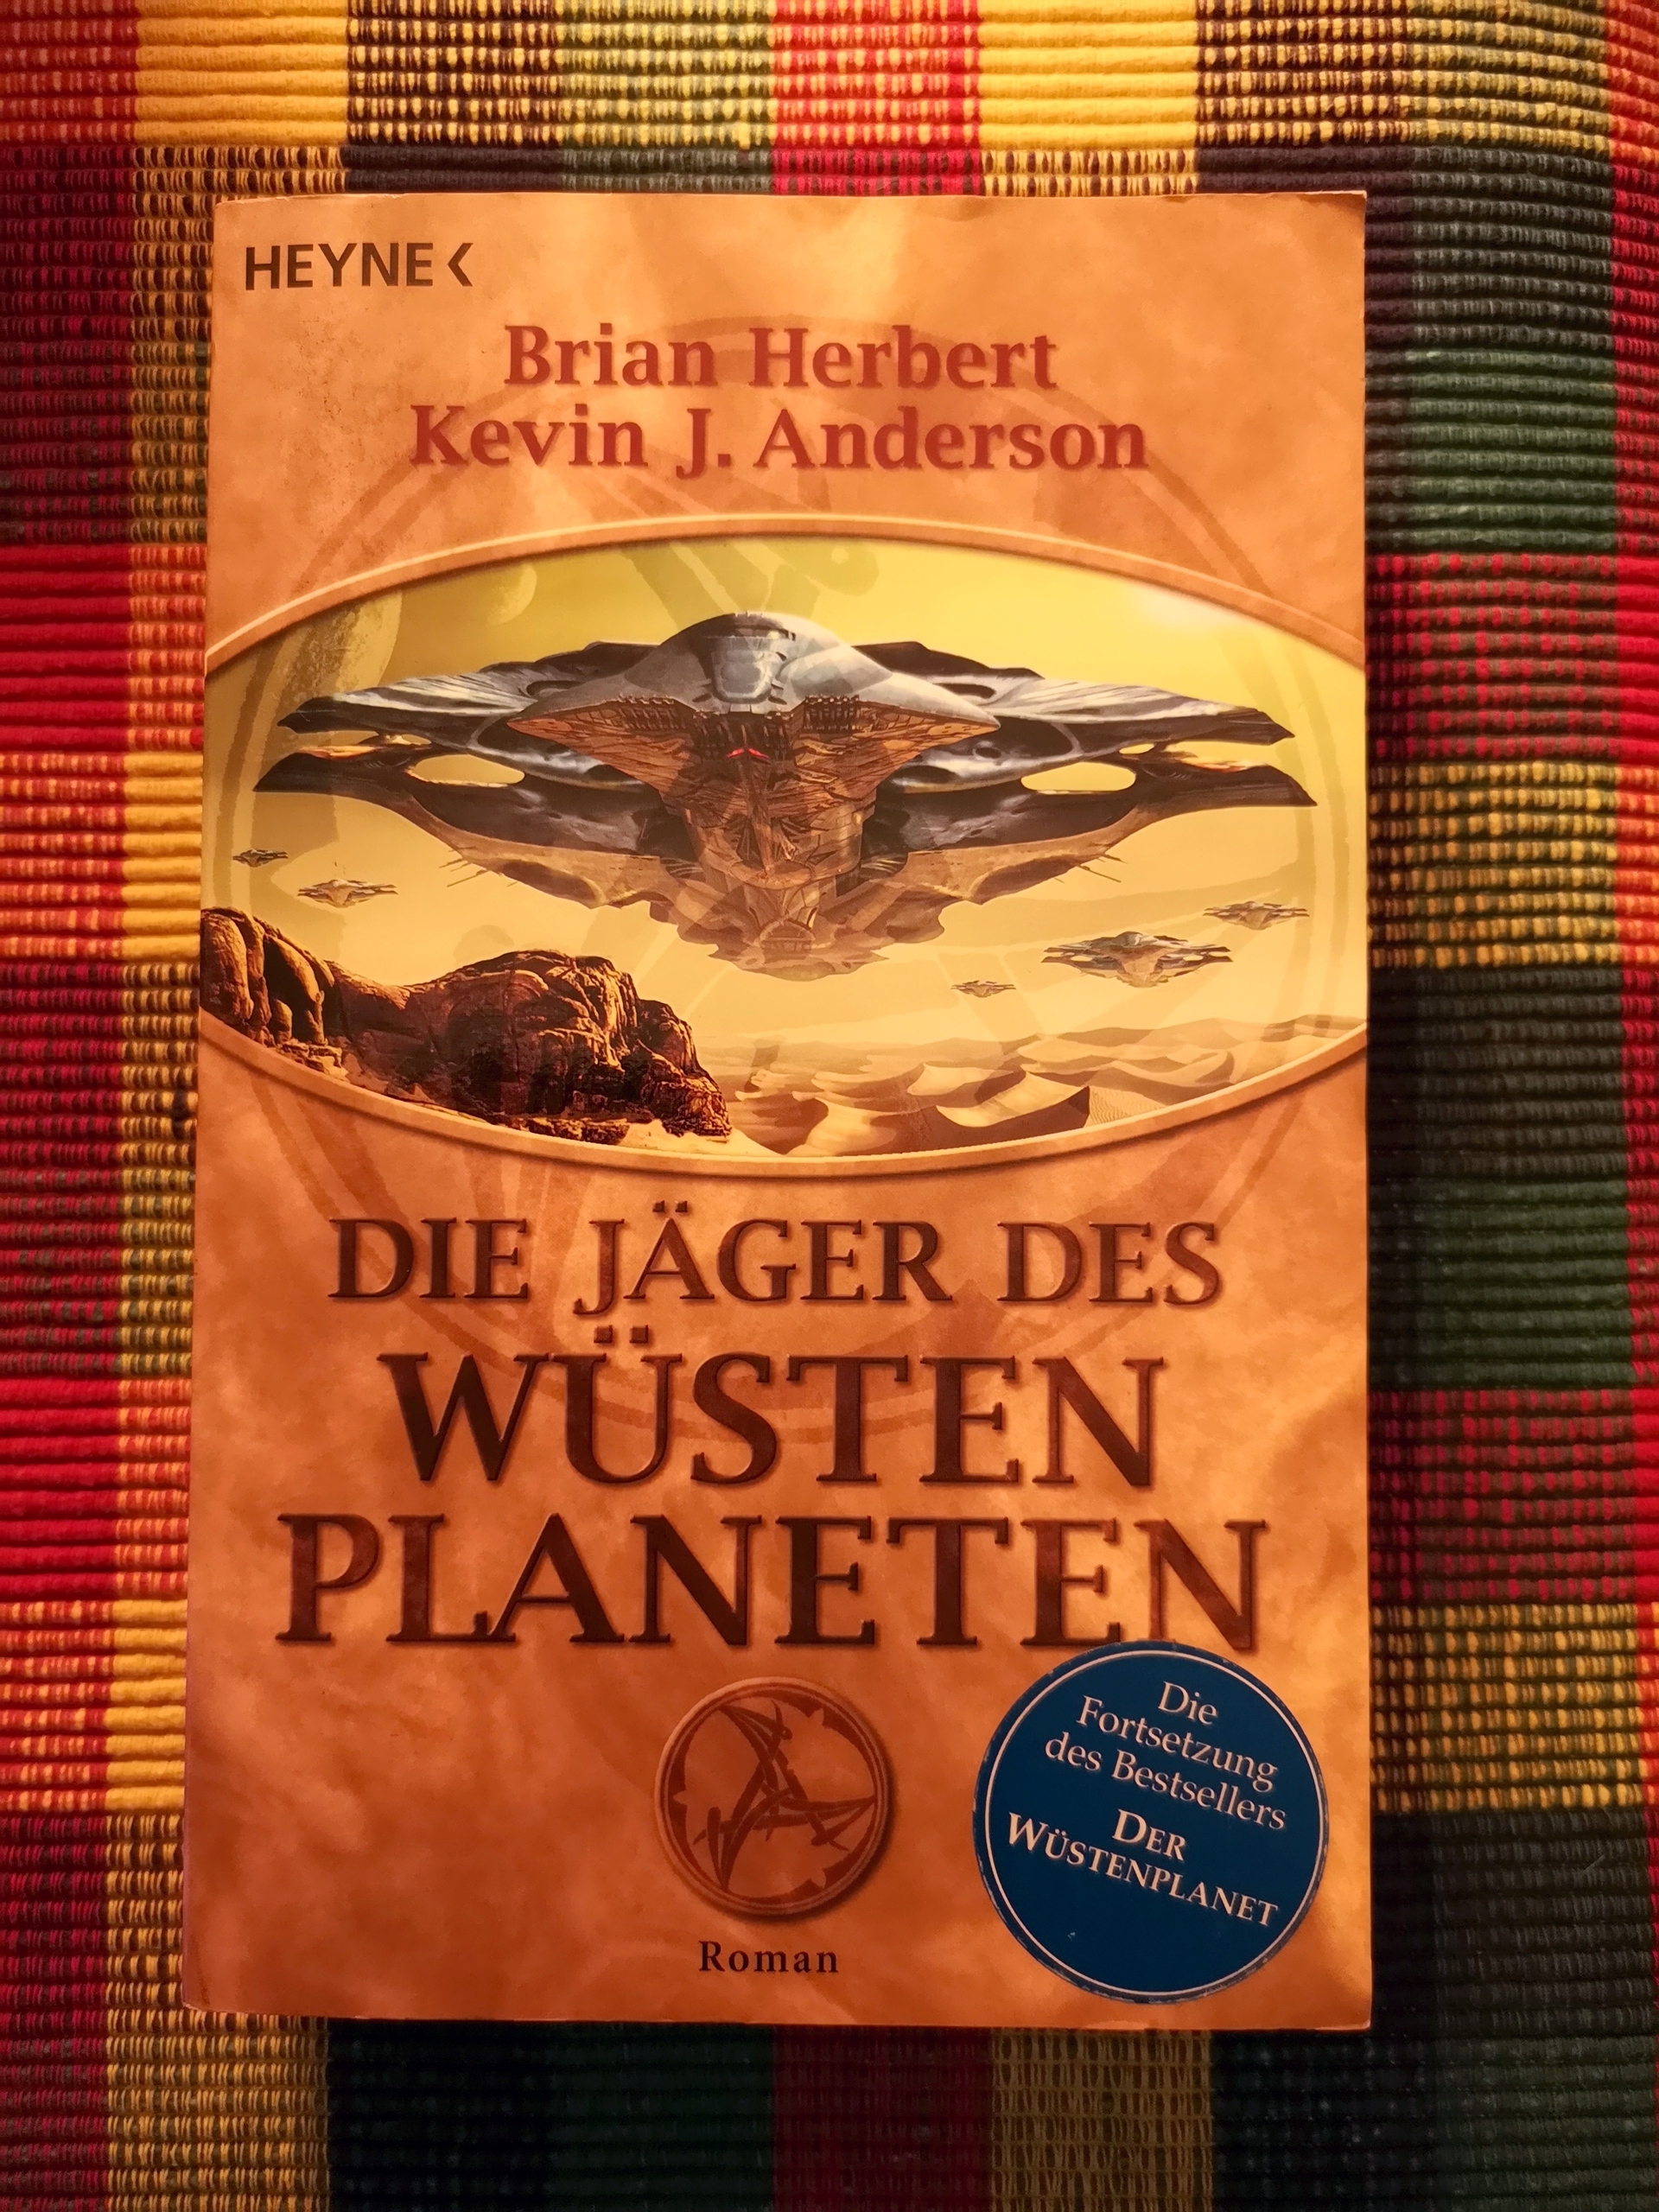 HEYNE <
Brian Herbert
Kevin J. Anderson
DIE JÄGER DES
WÜSTEN
PLANETEN
Die
Fortsetzung
des Bestsellers
DER
WÜSTENPLANET
Roman